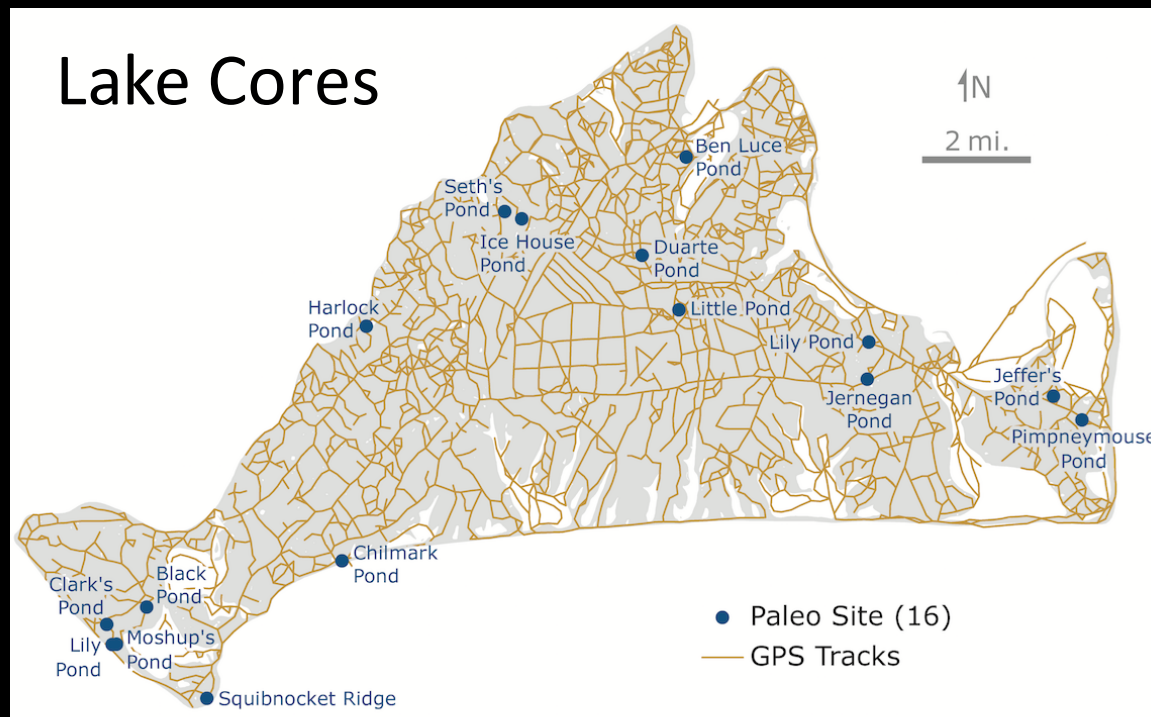 Lake Cores
N
2 mi.
Ben Luce
Pond
Seth's
Pond
Ice House
Pond
Duarte
Pond
Harlock
Pond
Little Pond
Lily Pond
Jernegan
Pond
Jeffer's
Pond
Pimpneymouse
Pond
Chilmark
Pond
Black
Pond
Clark's
Pond
Lily
Pond
Moshup's
Pond
Squibnocket Ridge
Paleo Site (16)
GPS Tracks